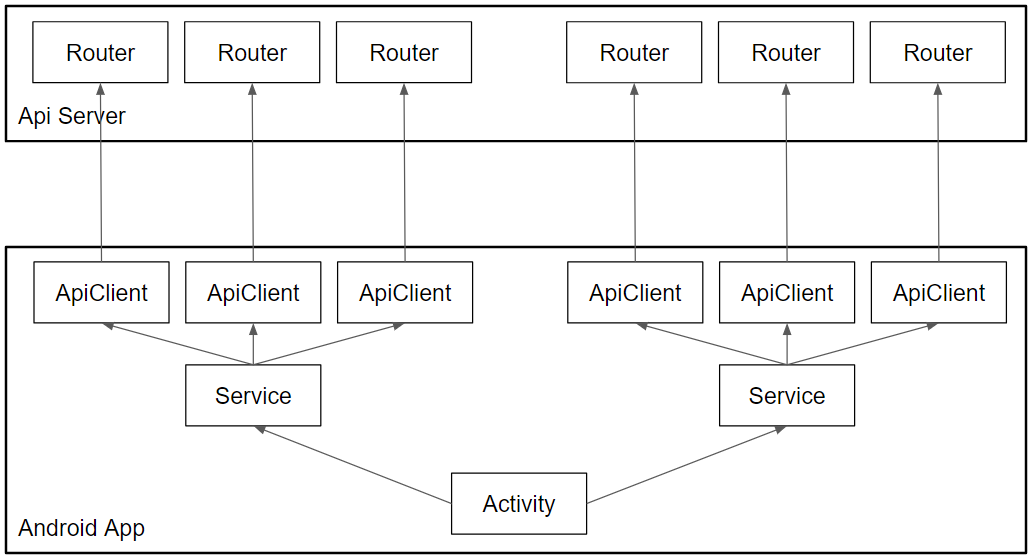 Router Router Router Router Router Router
Api Server
ApiClient ApiClient ApiClient ApiClient ApiClient ApiClient
Service Service
Activity
Android App